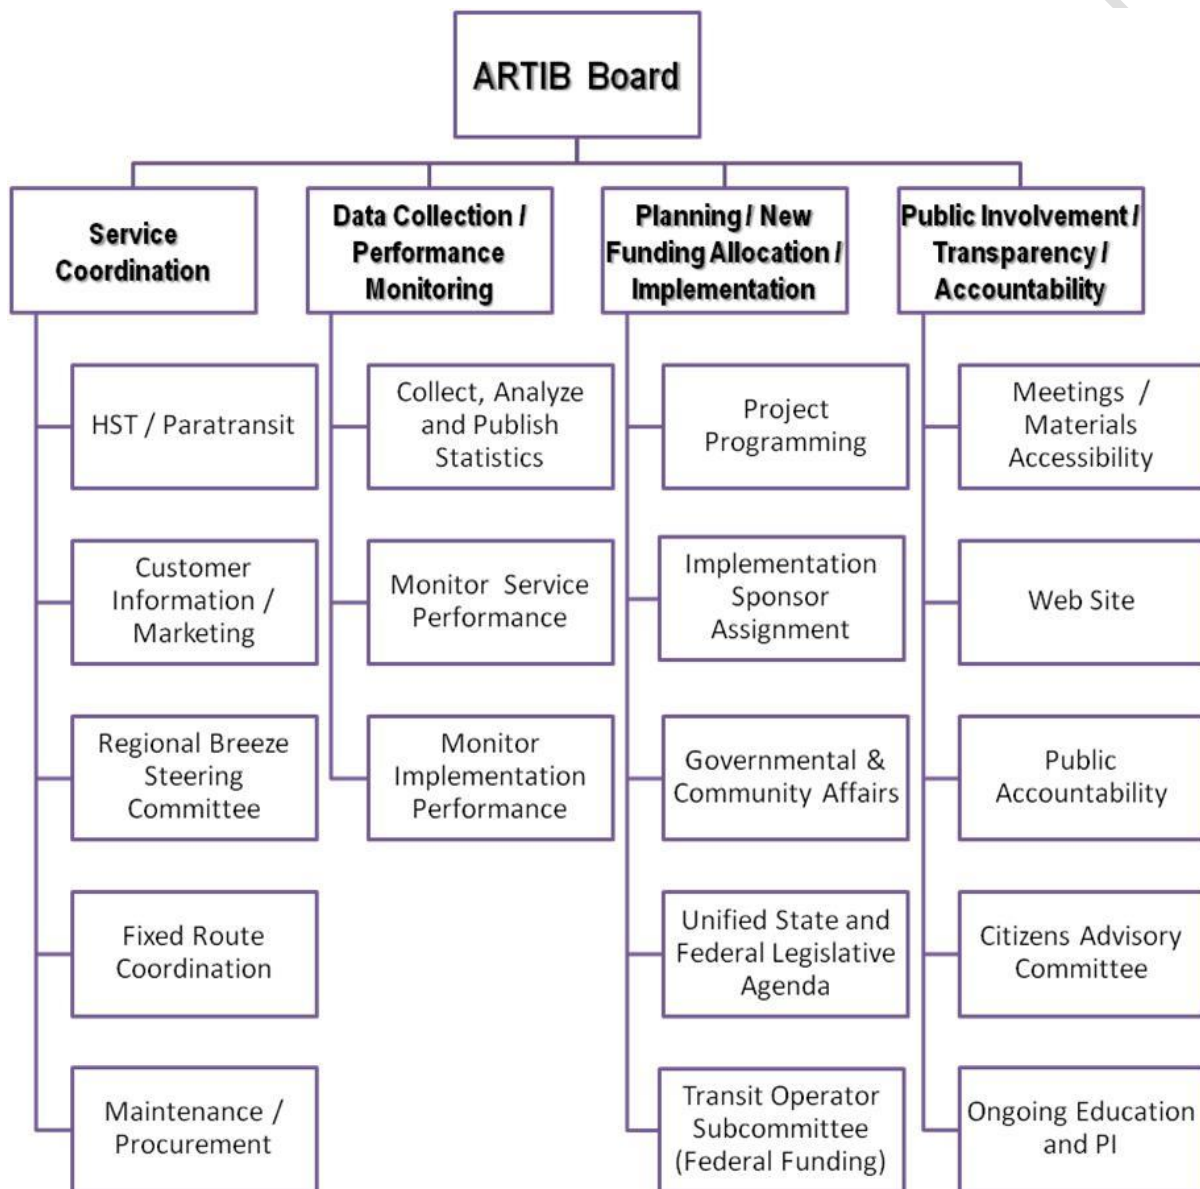 ARTIB Board
Service
Coordination
HST / Paratransit
Customer
Information /
Marketing
Regional Breeze
Steering
Committee
Fixed Route
Coordination
Maintenance /
Procurement
Data Collection /
Performance
Monitoring
Collect, Analyze
and Publish
Statistics
Monitor Service
Performance
Monitor
Implementation
Performance
Planning / New
Funding Allocation /
Implementation
Project
Programming
Implementation
Sponsor
Assignment
Governmental &
Community Affairs
Unified State and
Federal Legislative
Agenda
Transit Operator
Subcommittee
(Federal Funding)
Public Involvement /
Transparency /
Accountability
Meetings /
Materials
Accessibility
Web Site
Public
Accountability
Citizens Advisory
Committee
Ongoing Education
and PI